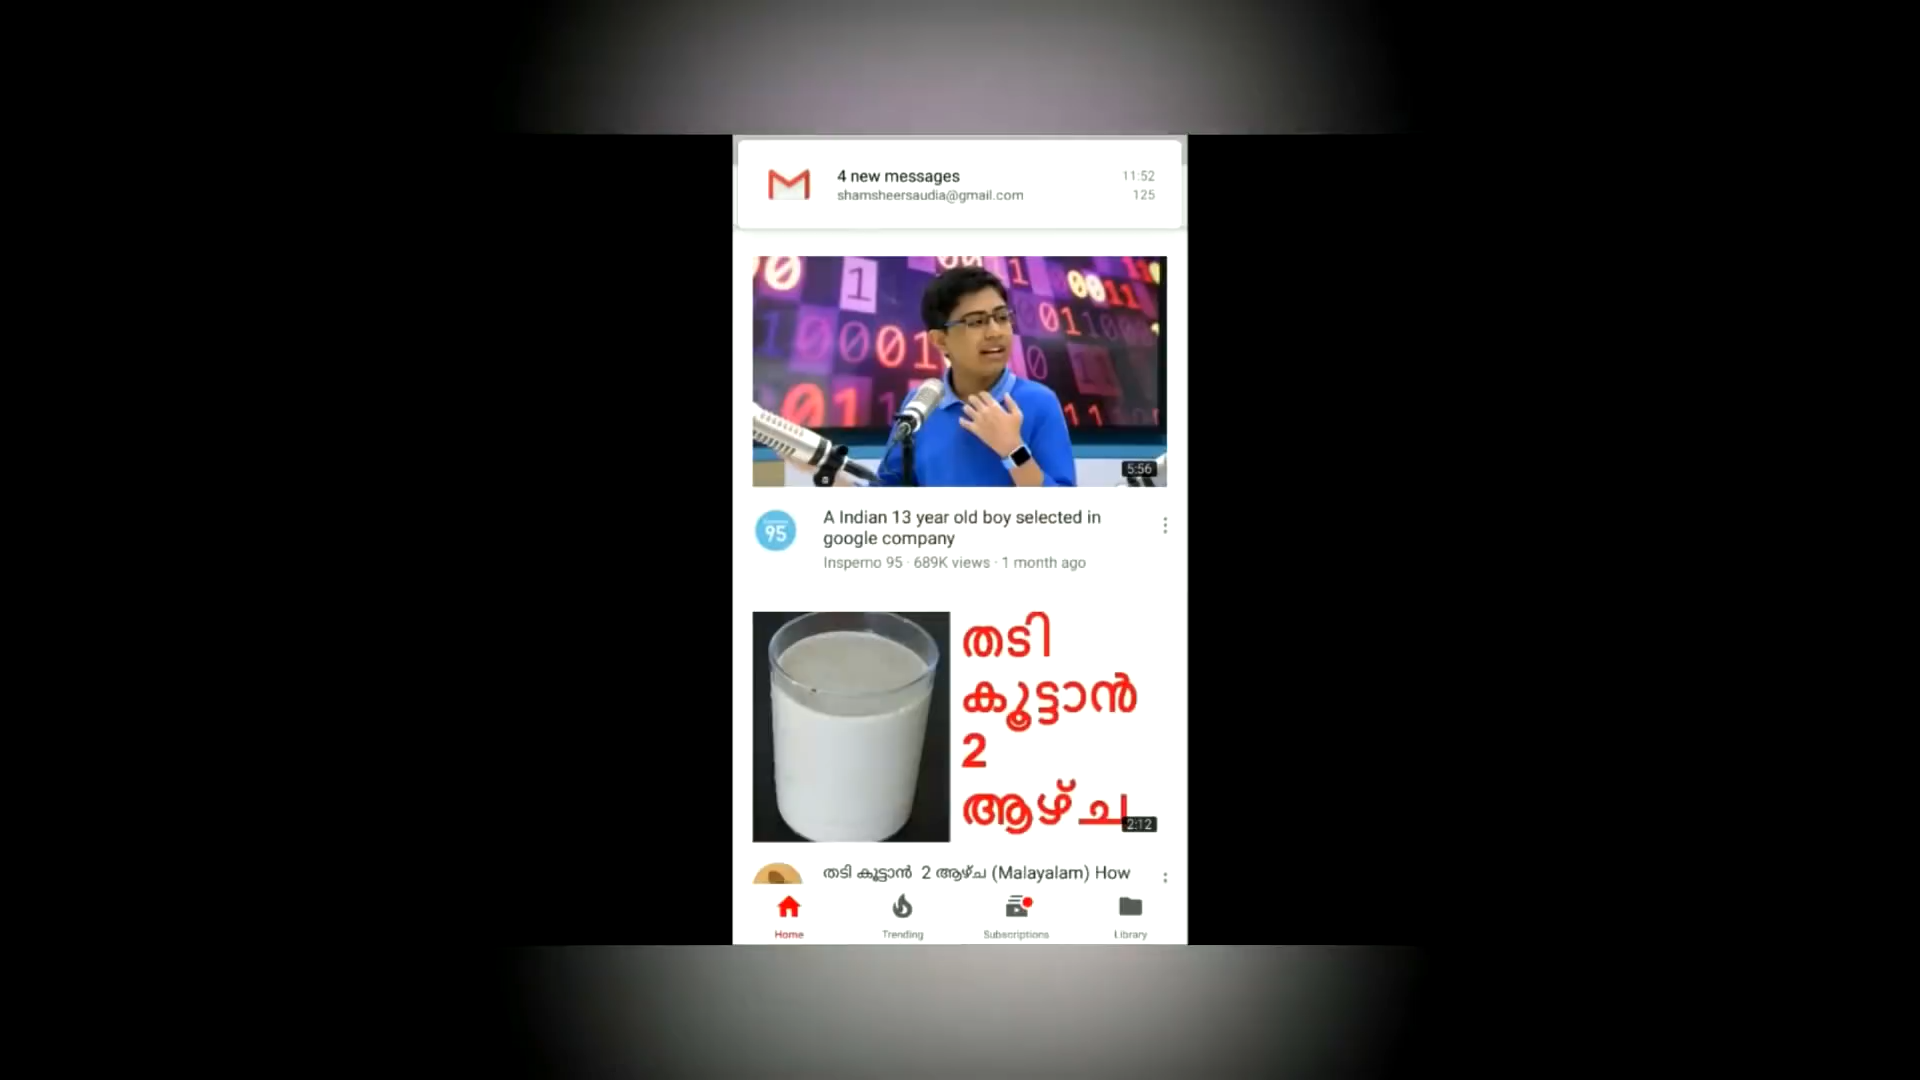 4 new messages
11:52
shamsheersaudia@gmail.com
125
5:56
95
A Indian 13 year old boy selected in
google company
Insperno 95 · 689K views · 1 month ago
തടി
കൂട്ടാൻ
2
ആഴ്ച
2:12
തടി കൂട്ടാൻ 2 ആഴ്ച (Malayalam) How
Home
Trending
Subscriptions
Library